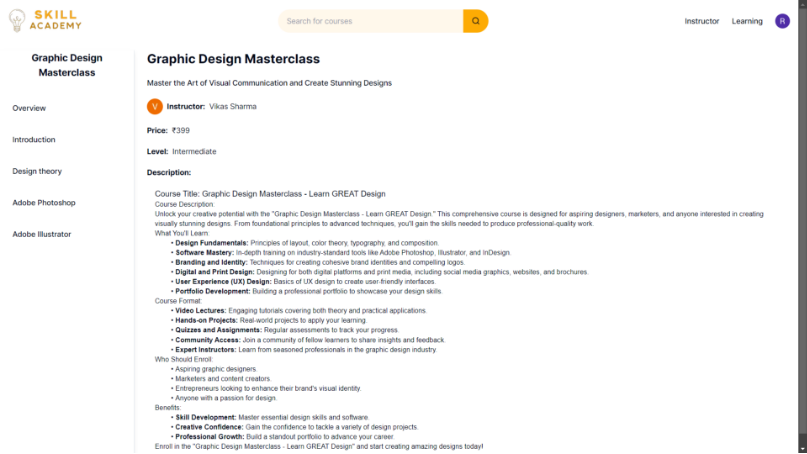 SKILL
ACADEMY
Search for courses
Instructor
Learning
R
Graphic Design
Masterclass
Overview
Introduction
Design theory
Adobe Photoshop
Adobe Illustrator
Graphic Design Masterclass
Master the Art of Visual Communication and Create Stunning Designs
V
Instructor: Vikas Sharma
Price: ₹399
Level: Intermediate
Description:
Course Title: Graphic Design Masterclass - Learn GREAT Design
Course Description:
Unlock your creative potential with the "Graphic Design Masterclass - Learn GREAT Design." This comprehensive course is designed for aspiring designers, marketers, and anyone interested in creating
visually stunning designs. From foundational principles to advanced techniques, you'll gain the skills needed to produce professional-quality work.
What You'll Learn:
• Design Fundamentals: Principles of layout, color theory, typography, and composition.
• Software Mastery: In-depth training on industry-standard tools like Adobe Photoshop, Illustrator, and InDesign.
• Branding and Identity: Techniques for creating cohesive brand identities and compelling logos.
• Digital and Print Design: Designing for both digital platforms and print media, including social media graphics, websites, and brochures.
• User Experience (UX) Design: Basics of UX design to create user-friendly interfaces.
• Portfolio Development: Building a professional portfolio to showcase your design skills.
Course Format:
• Video Lectures: Engaging tutorials covering both theory and practical applications.
• Hands-on Projects: Real-world projects to apply your learning.
• Quizzes and Assignments: Regular assessments to track your progress.
• Community Access: Join a community of fellow learners to share insights and feedback.
• Expert Instructors: Learn from seasoned professionals in the graphic design industry.
Who Should Enroll:
• Aspiring graphic designers.
• Marketers and content creators.
• Entrepreneurs looking to enhance their brand's visual identity.
• Anyone with a passion for design.
Benefits:
• Skill Development: Master essential design skills and software.
• Creative Confidence: Gain the confidence to tackle a variety of design projects.
• Professional Growth: Build a standout portfolio to advance your career.
Enroll in the "Graphic Design Masterclass - Learn GREAT Design" and start creating amazing designs today!